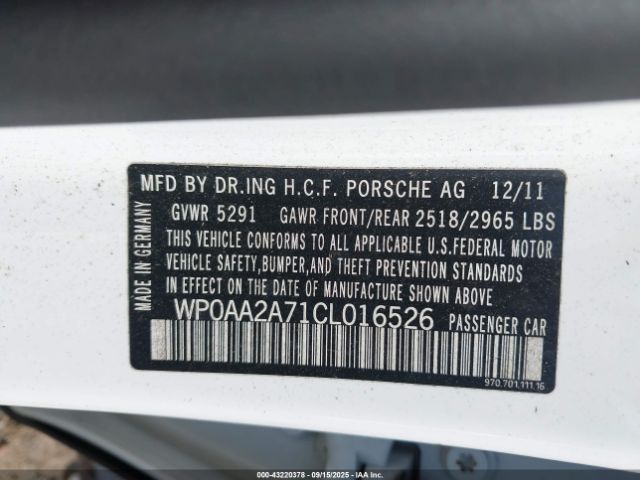 MFD BY DR.ING H.C.F. PORSCHE AG 12/11
GVWR 5291 GAWR FRONT/REAR 2518/2965 LBS
THIS VEHICLE CONFORMS TO ALL APPLICABLE U.S.FEDERAL MOTOR
VEHICLE SAFETY,BUMPER,AND THEFT PREVENTION STANDARDS
IN EFFECT ON THE DATE OF MANUFACTURE SHOWN ABOVE
WP0AA2A71CL016526 PASSENGER CAR
MADE IN GERMANY
970.701.111.16
000-43220378 - 09/15/2025 - IAAI.COM